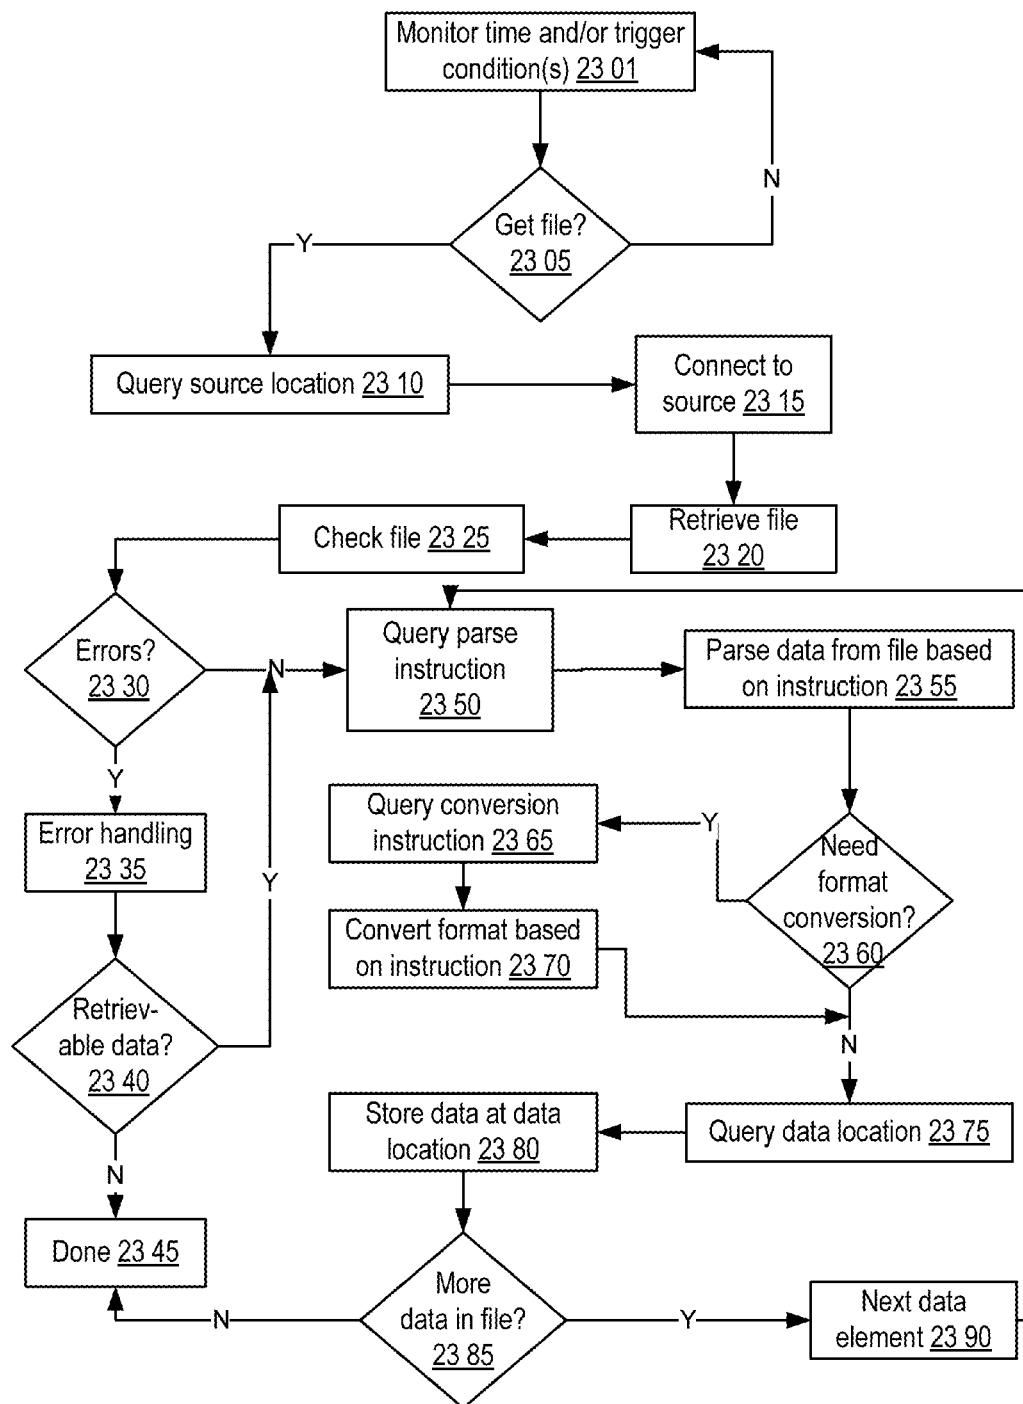 Monitor time and/or trigger
condition(s) 23 01
N
Get file?
23 05
Y
Query source location 23 10
Connect to
source 23 15
Retrieve file
23 20
Check file 23 25
Errors?
23 30
N
Query parse
instruction
23 50
Parse data from file based
on instruction 23 55
Y
Error handling
23 35
Y
Query conversion
instruction 23 65
Y
Need
format
conversion?
23 60
Convert format based
on instruction 23 70
Retriev-
able data?
23 40
N
Store data at data
location 23 80
Query data location 23 75
N
Done 23 45
N
More
data in file?
23 85
Y
Next data
element 23 90